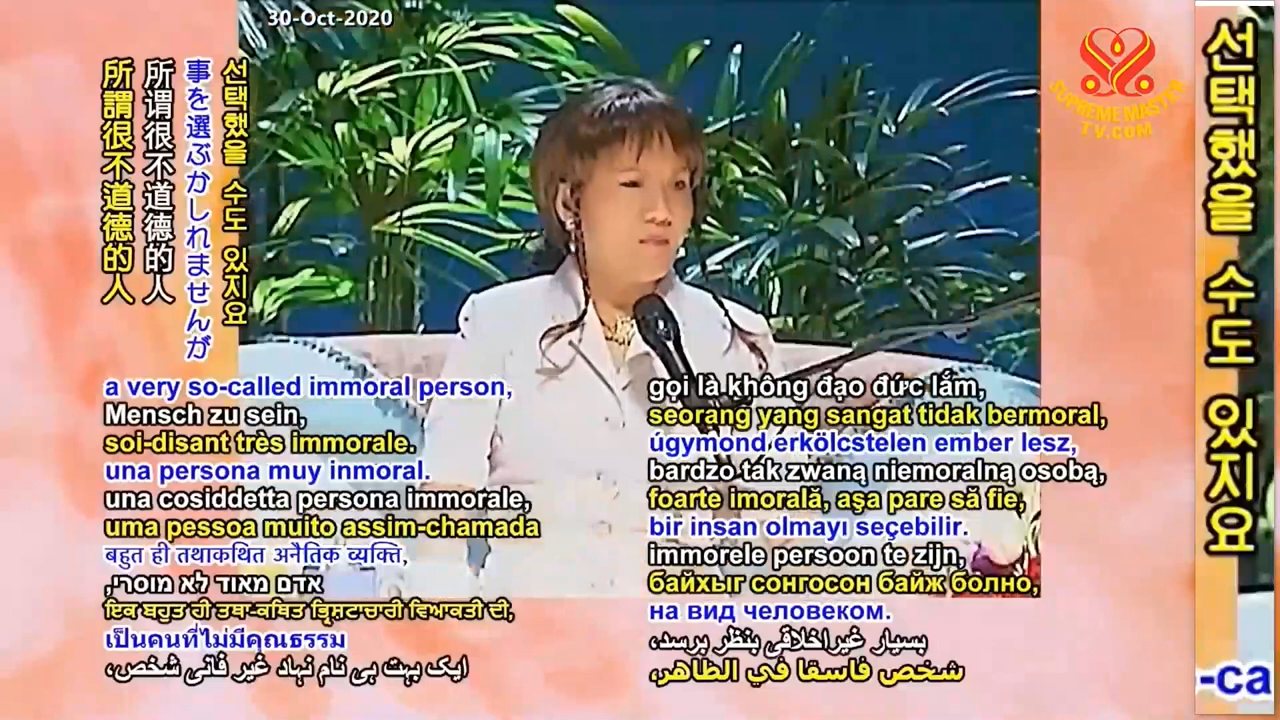 30-Oct-2020
SUPREME MASTER
TV.COM
선택했을 수도 있지요
事を選ぶかしれませんが
所谓很不道德的人
所謂很不道德的人
a very so-called immoral person,
Mensch zu sein,
soi-disant très immorale.
una persona muy inmoral.
una cosiddetta persona immorale,
uma pessoa muito assim-chamada
बहुत ही तथाकथित अनैतिक व्यक्ति,
אדם מאוד לא מוסרי,
ਇਕ ਬਹੁਤ ਹੀ ਤਥਾ-ਕਥਿਤ ਭ੍ਰਿਸ਼ਟਾਚਾਰੀ ਵਿਆਕਤੀ ਦੀ,
เป็นคนที่ไม่มีคุณธรรม
ایک بہت ہی نام نہاد غیر فانی شخص،
gọi là không đạo đức lắm,
seorang yang sangat tidak bermoral,
úgymond erkölcstelen ember lesz,
bardzo tak zwaną niemoralną osobą,
foarte imorală, aşa pare să fie,
bir insan olmayı seçebilir.
immorele persoon te zijn,
байхыг сонгосон байж болно,
на вид человеком.
بسیار غیراخلاقی بنظر برسد،
شخص فاسقا في الظاهر،
선택했을 수도 있지요
-ca